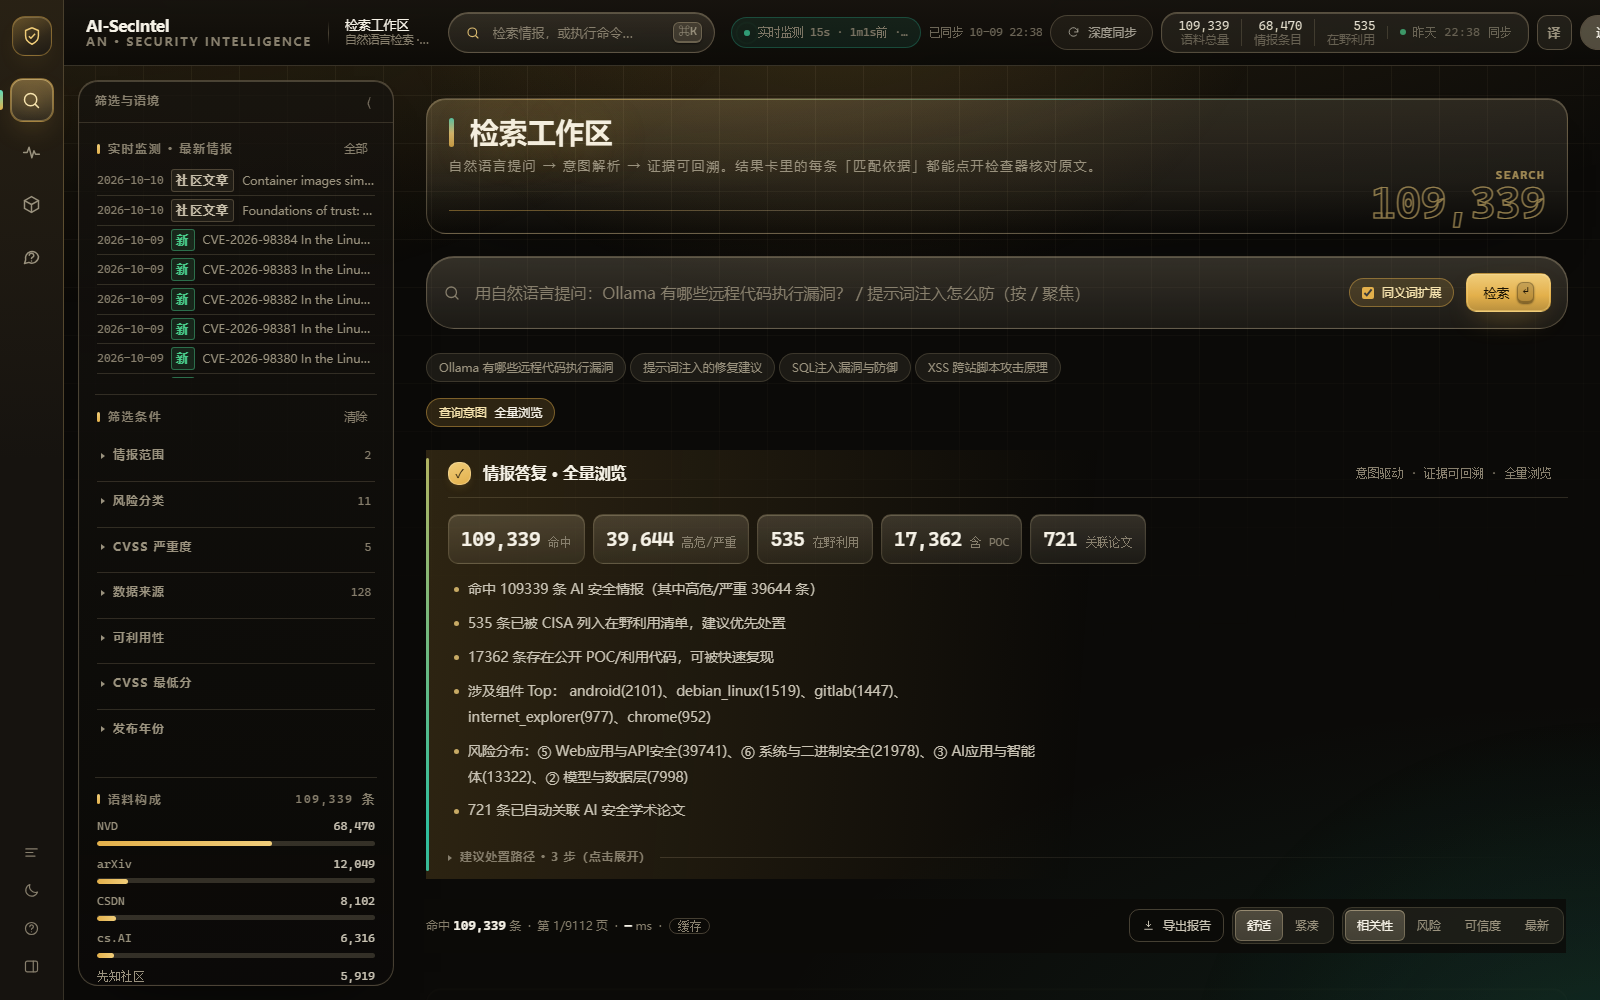 AI-SecIntel
AN • SECURITY INTELLIGENCE
检索工作区
自然语言检索 ·…
检索情报，或执行命令…
⌘K
实时监测 15s · 1m1s前 ·…
已同步 10-09 22:38
深度同步
109,339
语料总量
68,470
情报条目
535
在野利用
昨天 22:38 同步
译
筛选与语境
实时监测 • 最新情报
全部
2026-10-10 社区文章 Container images sim…
2026-10-10 社区文章 Foundations of trust: …
2026-10-09 新 CVE-2026-98384 In the Linu…
2026-10-09 新 CVE-2026-98383 In the Linu…
2026-10-09 新 CVE-2026-98382 In the Linu…
2026-10-09 新 CVE-2026-98381 In the Linu…
2026-10-09 新 CVE-2026-98380 In the Linu…
筛选条件
清除
情报范围 2
风险分类 11
CVSS 严重度 5
数据来源 128
可利用性
CVSS 最低分
发布年份
语料构成 109,339 条
NVD 68,470
arXiv 12,049
CSDN 8,102
cs.AI 6,316
先知社区 5,919
检索工作区
自然语言提问 → 意图解析 → 证据可回溯。结果卡里的每条「匹配依据」都能点开检查器核对原文。
SEARCH
109,339
用自然语言提问：Ollama 有哪些远程代码执行漏洞？ / 提示词注入怎么防（按 / 聚焦）
同义词扩展
检索
Ollama 有哪些远程代码执行漏洞
提示词注入的修复建议
SQL注入漏洞与防御
XSS 跨站脚本攻击原理
查询意图 全量浏览
情报答复 • 全量浏览
意图驱动 · 证据可回溯 · 全量浏览
109,339 命中
39,644 高危/严重
535 在野利用
17,362 含 POC
721 关联论文
命中 109339 条 AI 安全情报（其中高危/严重 39644 条）
535 条已被 CISA 列入在野利用清单，建议优先处置
17362 条存在公开 POC/利用代码，可被快速复现
涉及组件 Top： android(2101)、debian_linux(1519)、gitlab(1447)、
internet_explorer(977)、chrome(952)
风险分布：⑤ Web应用与API安全(39741)、⑥ 系统与二进制安全(21978)、③ AI应用与智能
体(13322)、② 模型与数据层(7998)
721 条已自动关联 AI 安全学术论文
建议处置路径 • 3 步（点击展开）
命中 109,339 条 · 第 1/9112 页 · – ms · 缓存
导出报告
舒适
紧凑
相关性
风险
可信度
最新